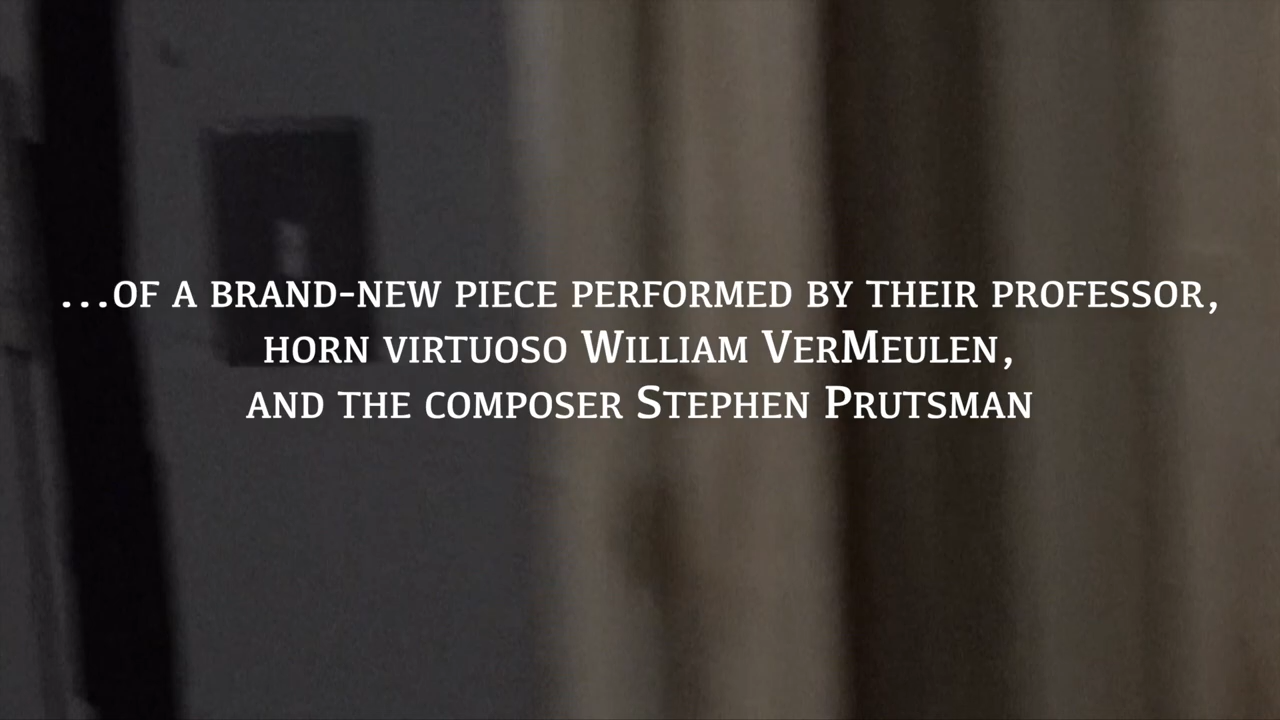 ...OF A BRAND-NEW PIECE PERFORMED BY THEIR PROFESSOR,
HORN VIRTUOSO WILLIAM VERMEULEN,
AND THE COMPOSER STEPHEN PRUTSMAN